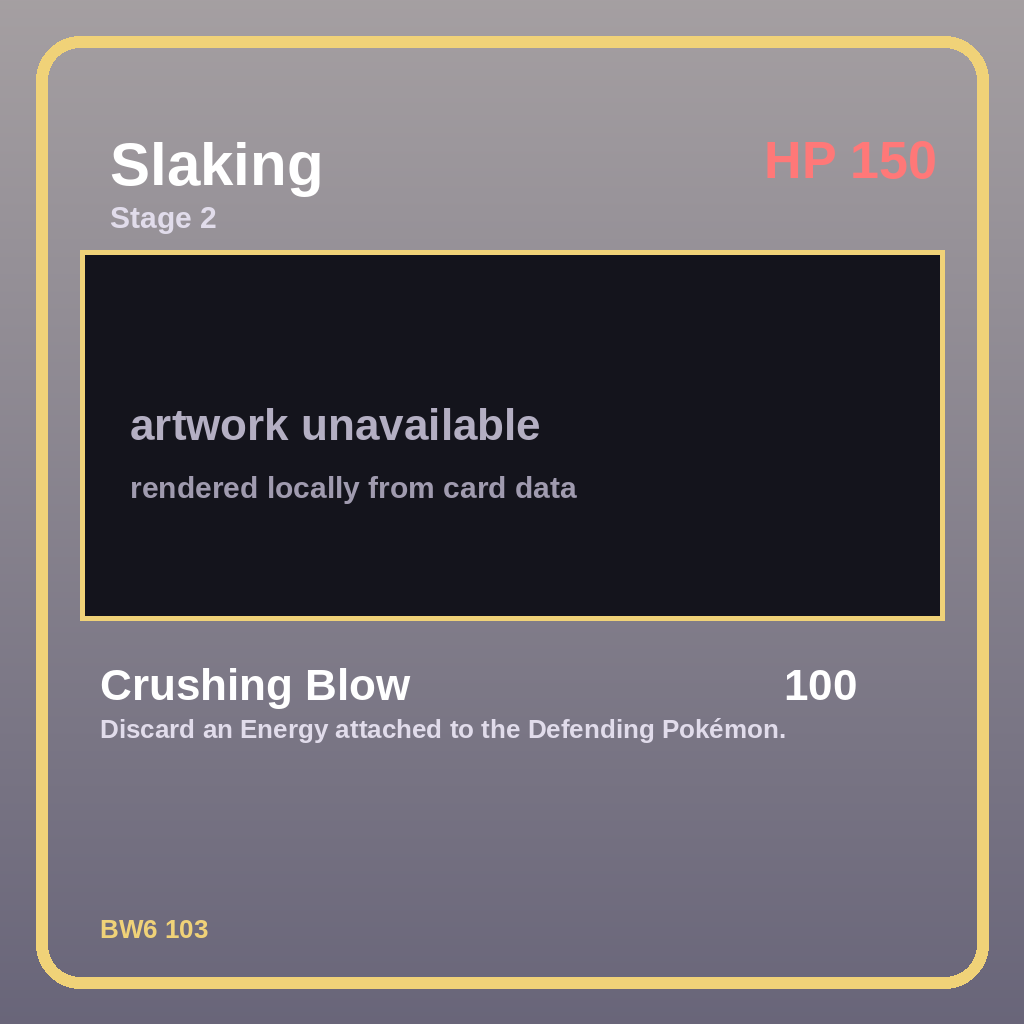 Slaking
HP 150
Stage 2
artwork unavailable
rendered locally from card data
Crushing Blow
100
Discard an Energy attached to the Defending Pokémon.
BW6 103